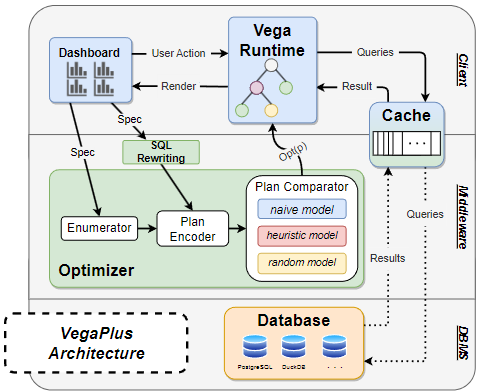 Dashboard
User Action
Render
Vega
Runtime
Queries
Result
Client
Cache
...
Spec
Spec
SQL
Rewriting
Opt(p)
Plan Comparator
naive model
heuristic model
random model
Enumerator
Plan
Encoder
Optimizer
Queries
Results
Middleware
VegaPlus
Architecture
Database
PostgreSQL
DuckDB
. . .
DBMS